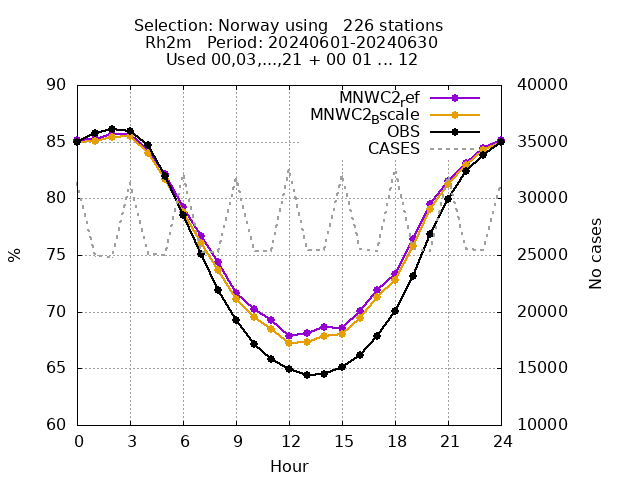 Selection: Norway using   226 stations
Rh2m   Period: 20240601-20240630
Used 00,03,...,21 + 00 01 ... 12
90
85
80
75
70
65
60
%
40000
35000
30000
25000
20000
15000
10000
No cases
MNWC2ref
MNWC2Bscale
OBS
CASES
0 3 6 9 12 15 18 21 24
Hour